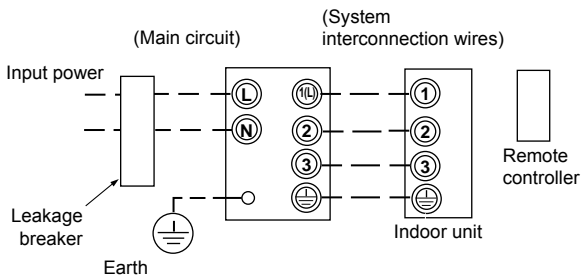 (Main circuit)
(System
interconnection wires)
Input power
L
N
1(L)
2
3
1
2
3
Remote
controller
Leakage
breaker
Earth
Indoor unit